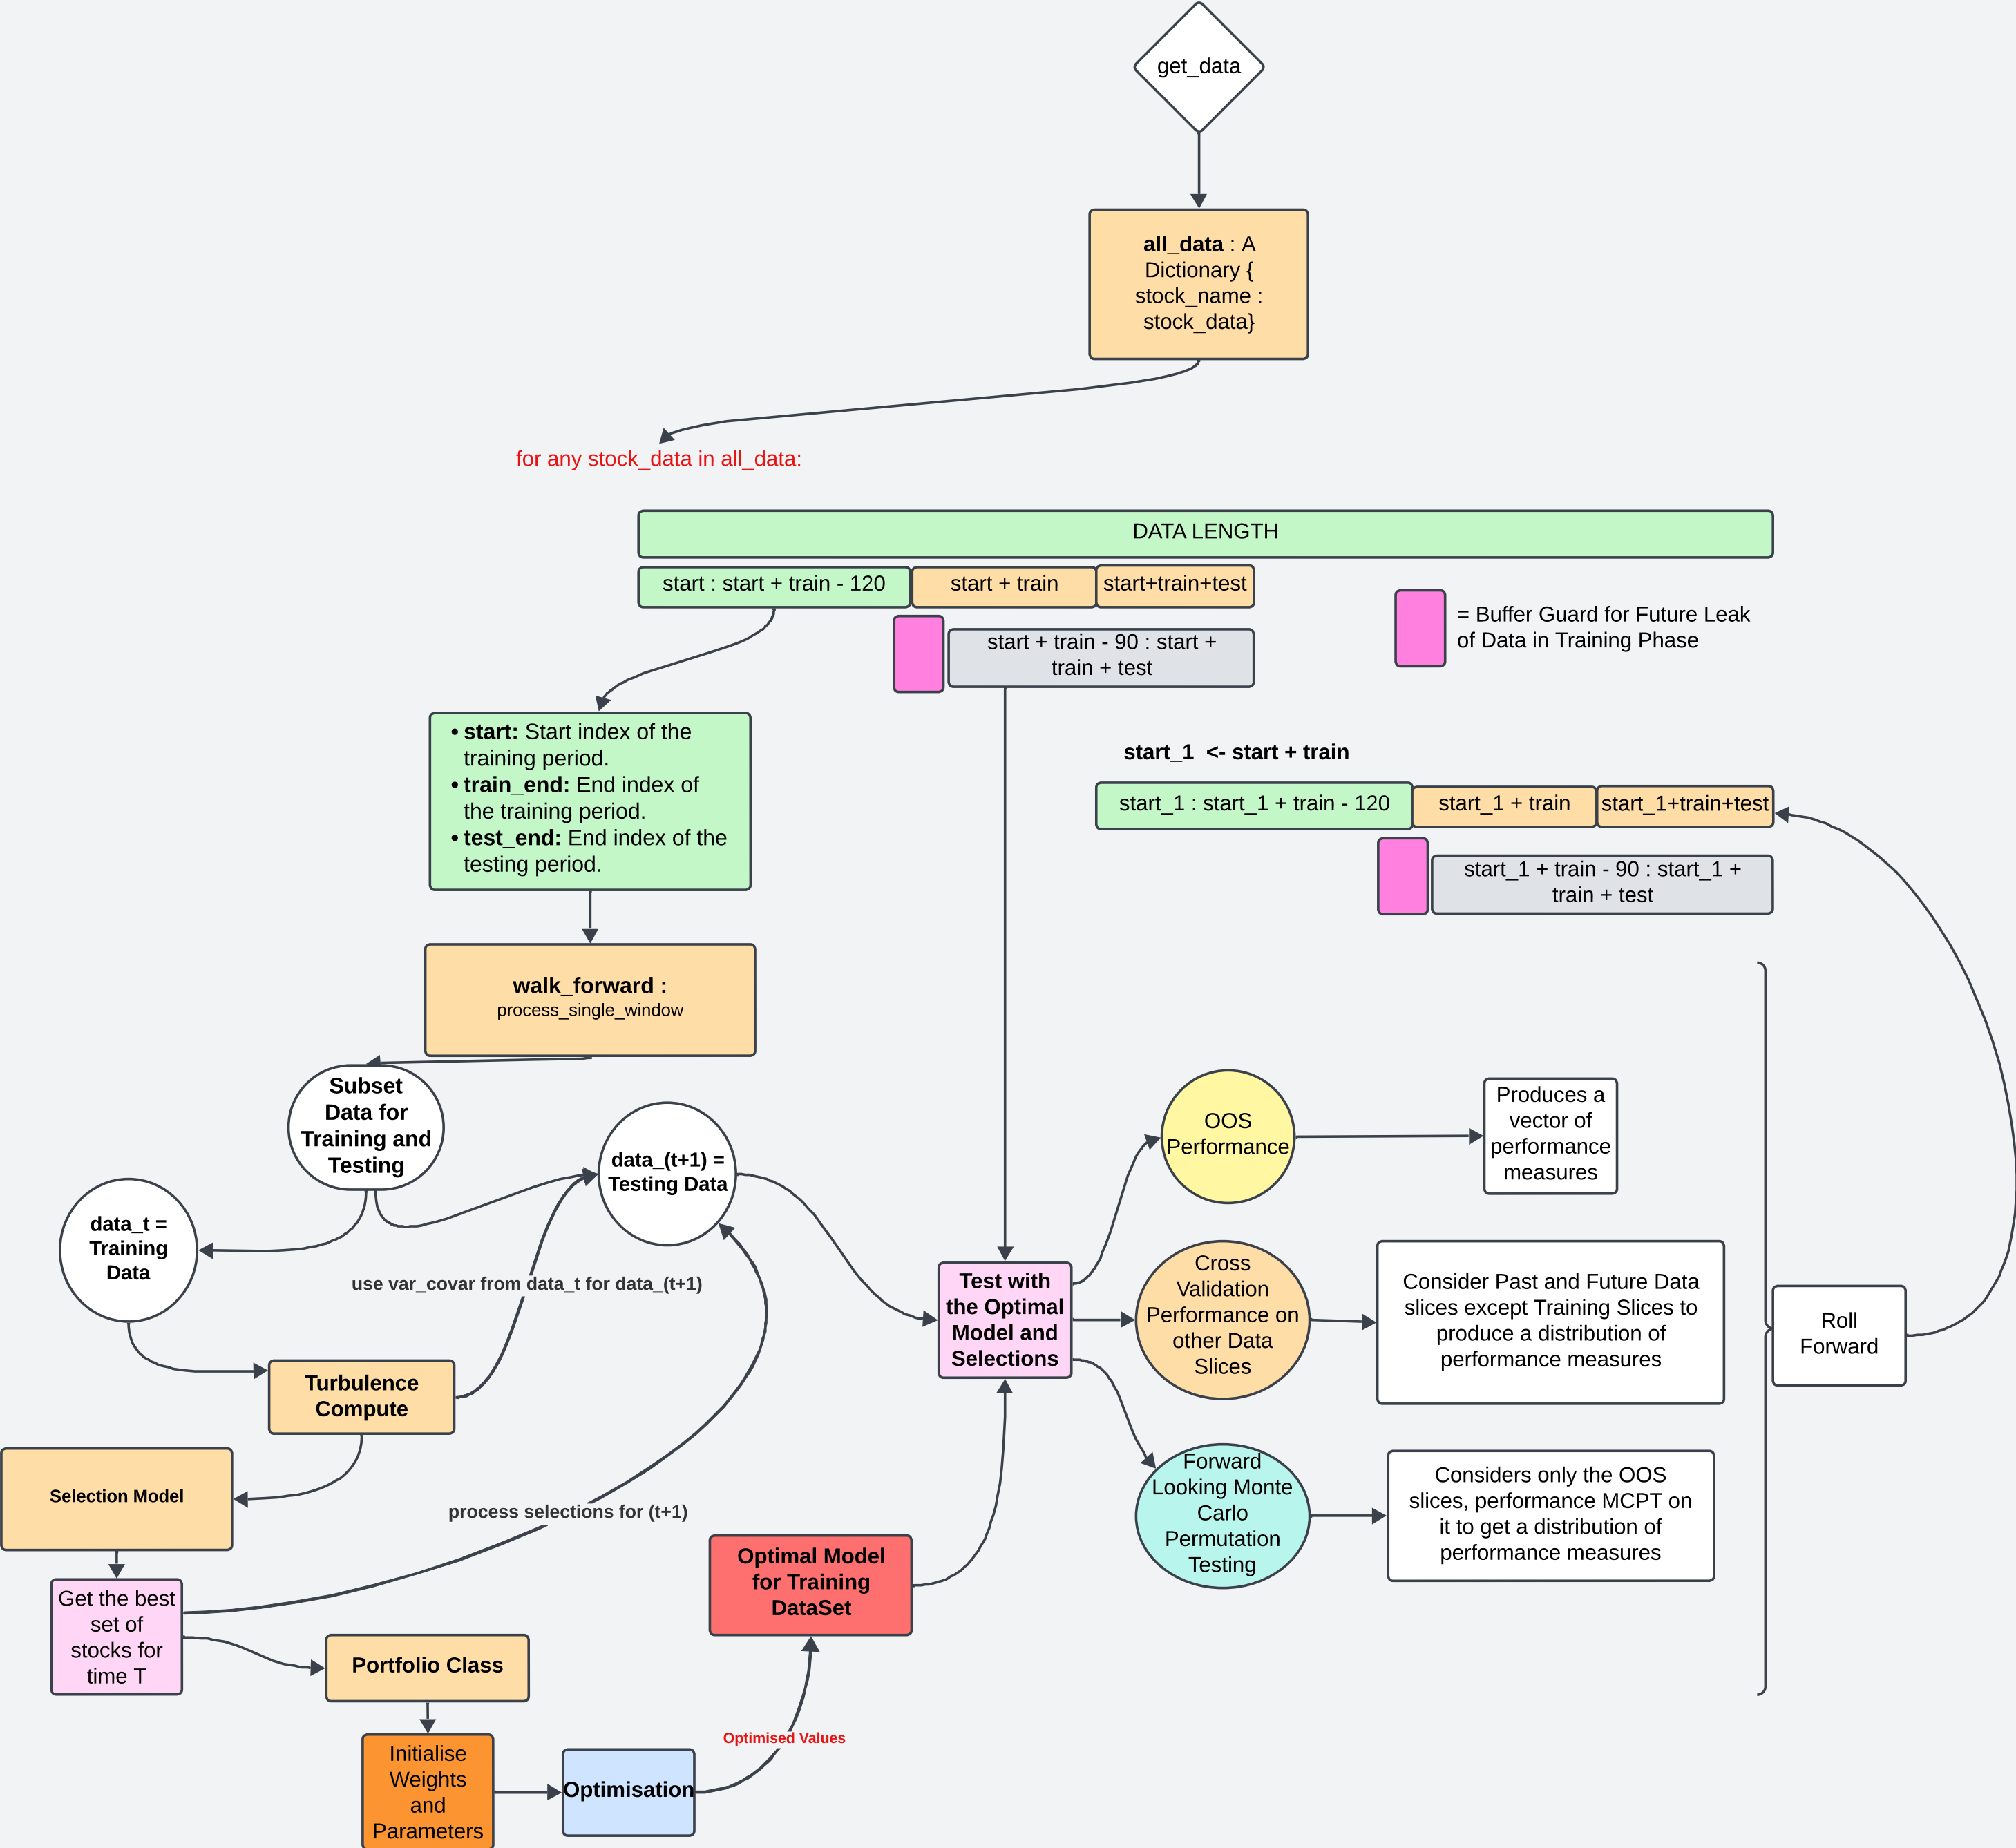 get_data
all_data : A
Dictionary {
stock_name :
stock_data}
for any stock_data in all_data:
DATA LENGTH
start : start + train - 120
start + train
start+train+test
start + train - 90 : start +
train + test
= Buffer Guard for Future Leak
of Data in Training Phase
• start: Start index of the
training period.
• train_end: End index of
the training period.
• test_end: End index of the
testing period.
start_1  <- start + train
start_1 : start_1 + train - 120
start_1 + train
start_1+train+test
start_1 + train - 90 : start_1 +
train + test
walk_forward :
process_single_window
Subset
Data for
Training and
Testing
data_(t+1) =
Testing Data
data_t =
Training
Data
use var_covar from data_t for data_(t+1)
Turbulence
Compute
Selection Model
process selections for (t+1)
Get the best
set of
stocks for
time T
Portfolio Class
Initialise
Weights
and
Parameters
Optimisation
Optimised Values
Optimal Model
for Training
DataSet
Test with
the Optimal
Model and
Selections
OOS
Performance
Produces a
vector of
performance
measures
Cross
Validation
Performance on
other Data
Slices
Consider Past and Future Data
slices except Training Slices to
produce a distribution of
performance measures
Forward
Looking Monte
Carlo
Permutation
Testing
Considers only the OOS
slices, performance MCPT on
it to get a distribution of
performance measures
Roll
Forward